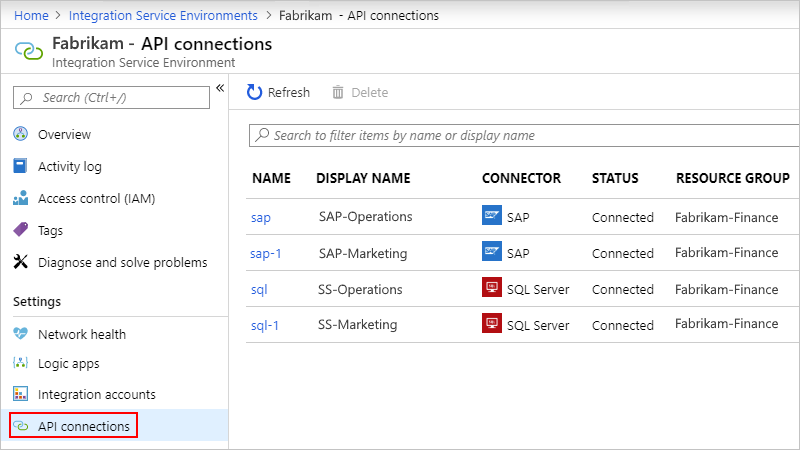 Home > Integration Service Environments > Fabrikam - API connections
Fabrikam - API connections
Integration Service Environment
Search (Ctrl+/)
«
Overview
Activity log
Access control (IAM)
Tags
Diagnose and solve problems
Settings
Network health
Logic apps
Integration accounts
API connections
Refresh Delete
Search to filter items by name or display name
NAME DISPLAY NAME CONNECTOR STATUS RESOURCE GROUP
sap SAP-Operations SAP Connected Fabrikam-Finance
sap-1 SAP-Marketing SAP Connected Fabrikam-Finance
sql SS-Operations SQL Server Connected Fabrikam-Finance
sql-1 SS-Marketing SQL Server Connected Fabrikam-Finance